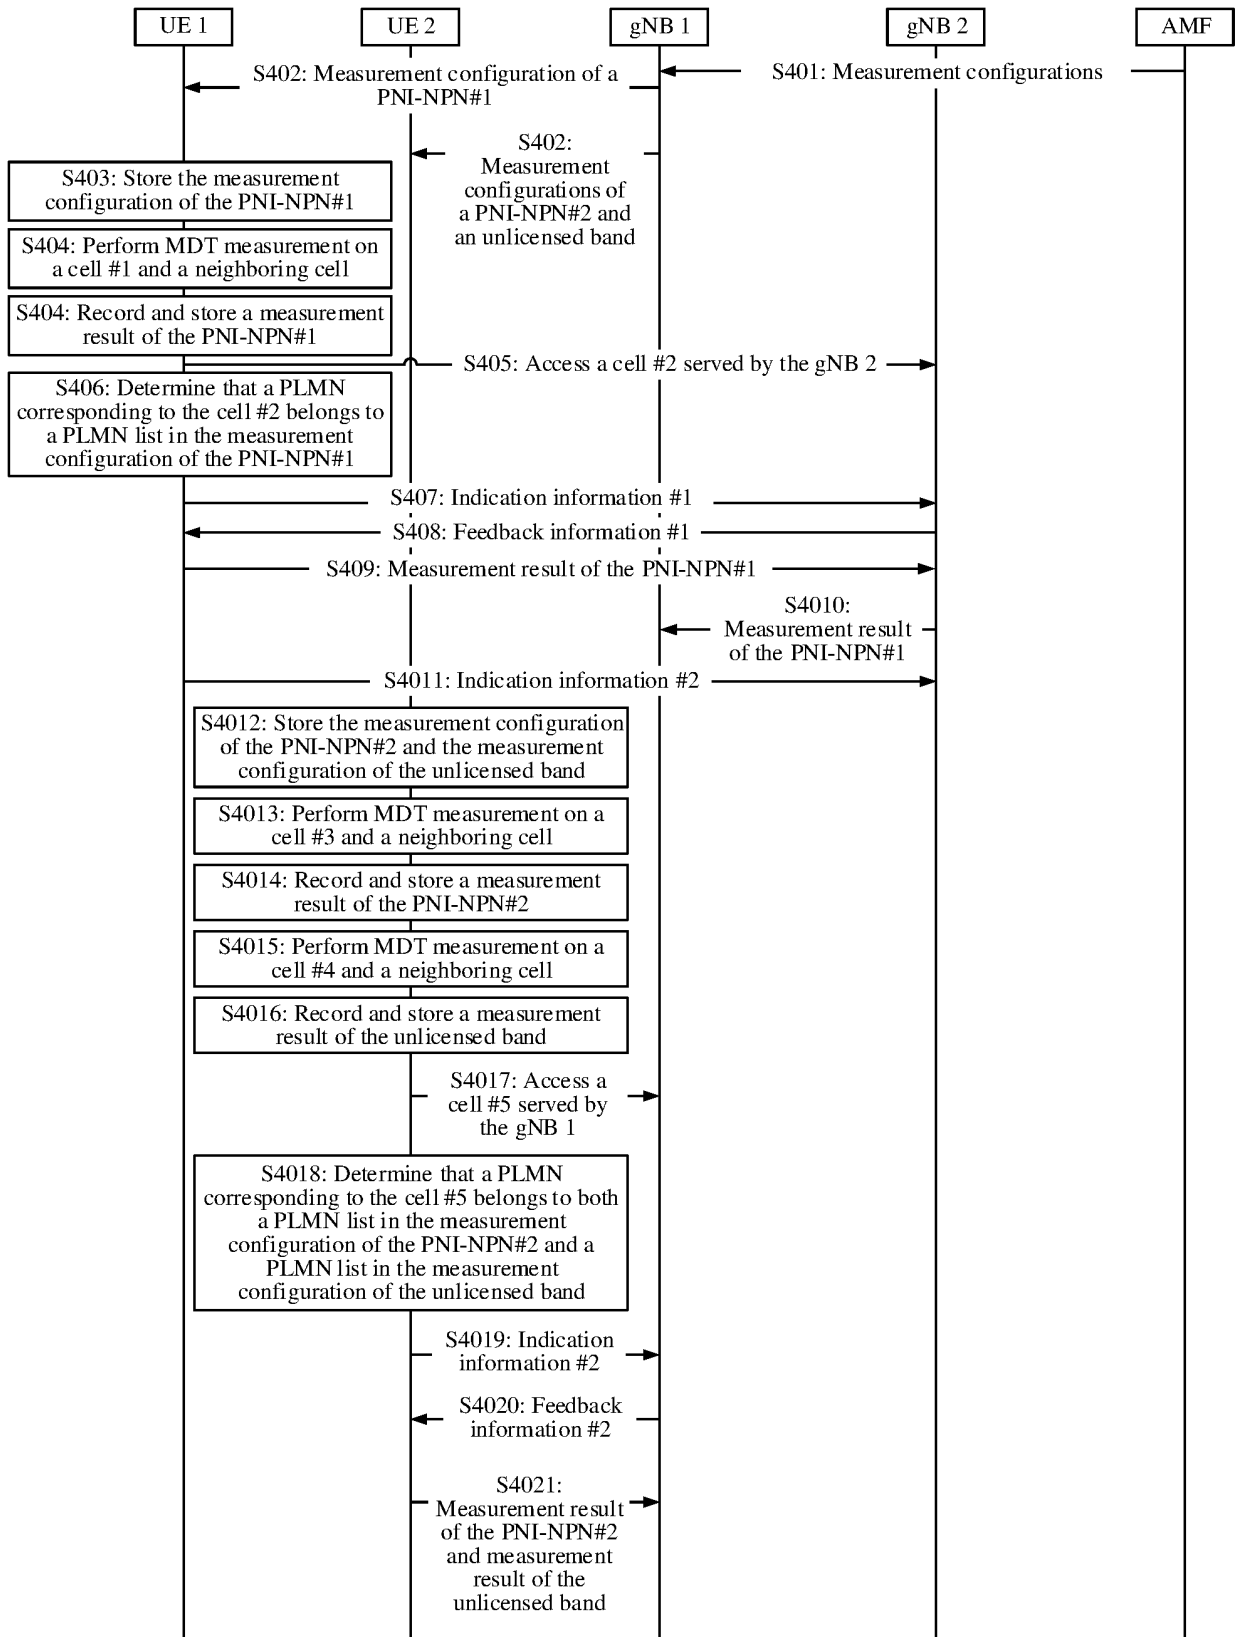 UE 1
UE 2
gNB 1
gNB 2
AMF
S401: Measurement configurations
S402: Measurement configuration of a
PNI-NPN#1
S402:
Measurement
configurations of
a PNI-NPN#2 and
an unlicensed band
S403: Store the measurement
configuration of the PNI-NPN#1
S404: Perform MDT measurement on
a cell #1 and a neighboring cell
S404: Record and store a measurement
result of the PNI-NPN#1
S405: Access a cell #2 served by the gNB 2
S406: Determine that a PLMN
corresponding to the cell #2 belongs to
a PLMN list in the measurement
configuration of the PNI-NPN#1
S407: Indication information #1
S408: Feedback information #1
S409: Measurement result of the PNI-NPN#1
S4010:
Measurement result
of the PNI-NPN#1
S4011: Indication information #2
S4012: Store the measurement configuration
of the PNI-NPN#2 and the measurement
configuration of the unlicensed band
S4013: Perform MDT measurement on a
cell #3 and a neighboring cell
S4014: Record and store a measurement
result of the PNI-NPN#2
S4015: Perform MDT measurement on a
cell #4 and a neighboring cell
S4016: Record and store a measurement
result of the unlicensed band
S4017: Access a
cell #5 served by
the gNB 1
S4018: Determine that a PLMN
corresponding to the cell #5 belongs to both
a PLMN list in the measurement
configuration of the PNI-NPN#2 and a
PLMN list in the measurement
configuration of the unlicensed band
S4019: Indication
information #2
S4020: Feedback
information #2
S4021:
Measurement result
of the PNI-NPN#2
and measurement
result of the
unlicensed band